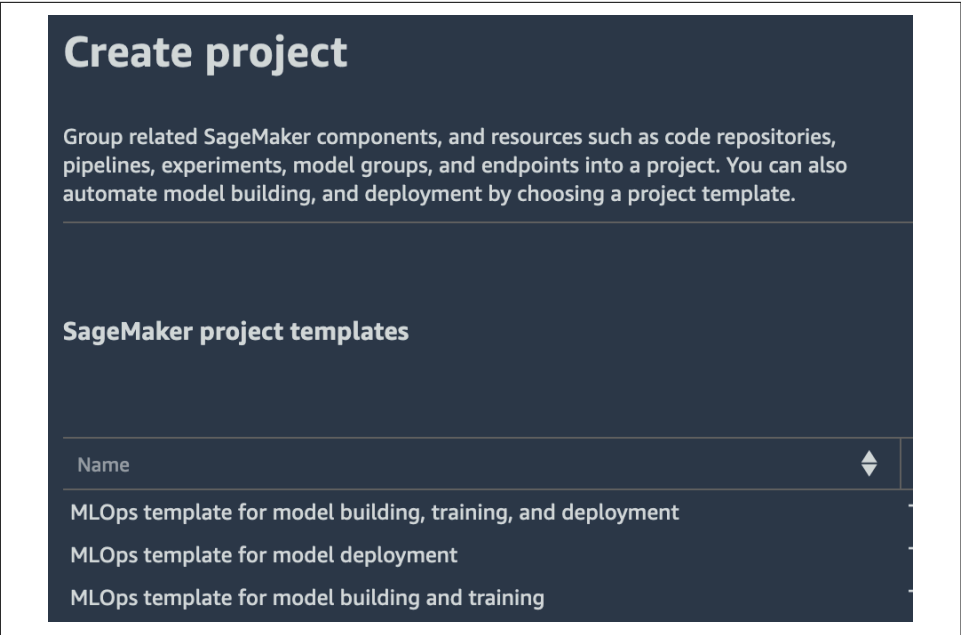 Create project
Group related SageMaker components, and resources such as code repositories,
pipelines, experiments, model groups, and endpoints into a project. You can also
automate model building, and deployment by choosing a project template.
SageMaker project templates
Name
MLOps template for model building, training, and deployment
MLOps template for model deployment
MLOps template for model building and training